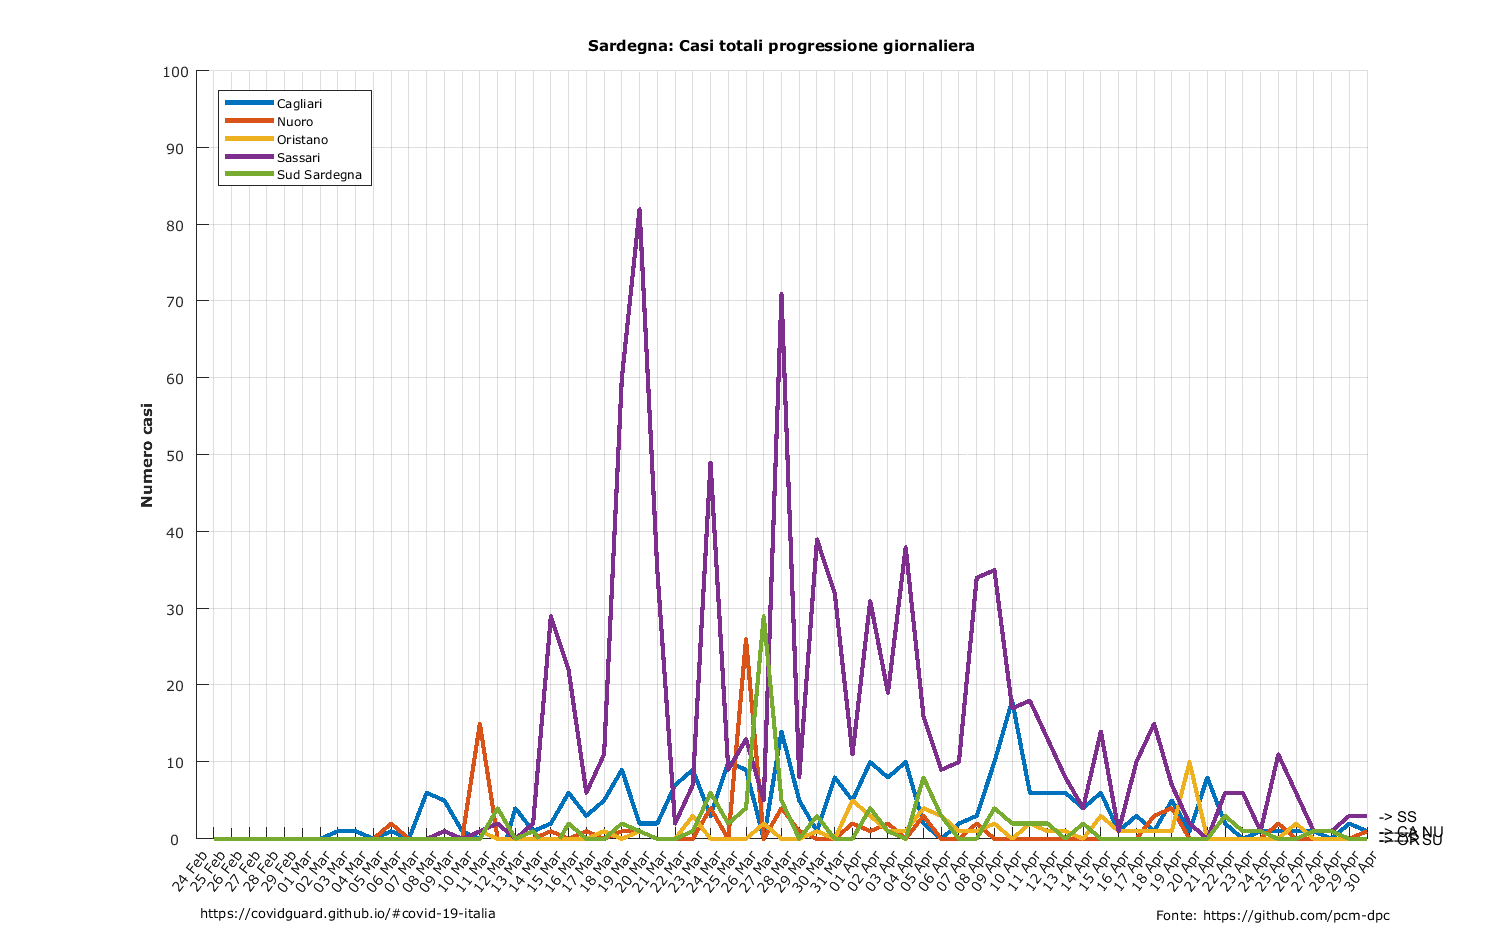 Sardegna: Casi totali progressione giornaliera
100
90
80
70
60
50
40
30
20
10
0
Numero casi
Cagliari
Nuoro
Oristano
Sassari
Sud Sardegna
-> SS
-> CA NU
-> OR SU
24 Feb
25 Feb
26 Feb
27 Feb
28 Feb
29 Feb
01 Mar
02 Mar
03 Mar
04 Mar
05 Mar
06 Mar
07 Mar
08 Mar
09 Mar
10 Mar
11 Mar
12 Mar
13 Mar
14 Mar
15 Mar
16 Mar
17 Mar
18 Mar
19 Mar
20 Mar
21 Mar
22 Mar
23 Mar
24 Mar
25 Mar
26 Mar
27 Mar
28 Mar
29 Mar
30 Mar
31 Mar
01 Apr
02 Apr
03 Apr
04 Apr
05 Apr
06 Apr
07 Apr
08 Apr
09 Apr
10 Apr
11 Apr
12 Apr
13 Apr
14 Apr
15 Apr
16 Apr
17 Apr
18 Apr
19 Apr
20 Apr
21 Apr
22 Apr
23 Apr
24 Apr
25 Apr
26 Apr
27 Apr
28 Apr
29 Apr
30 Apr
https://covidguard.github.io/#covid-19-italia
Fonte: https://github.com/pcm-dpc